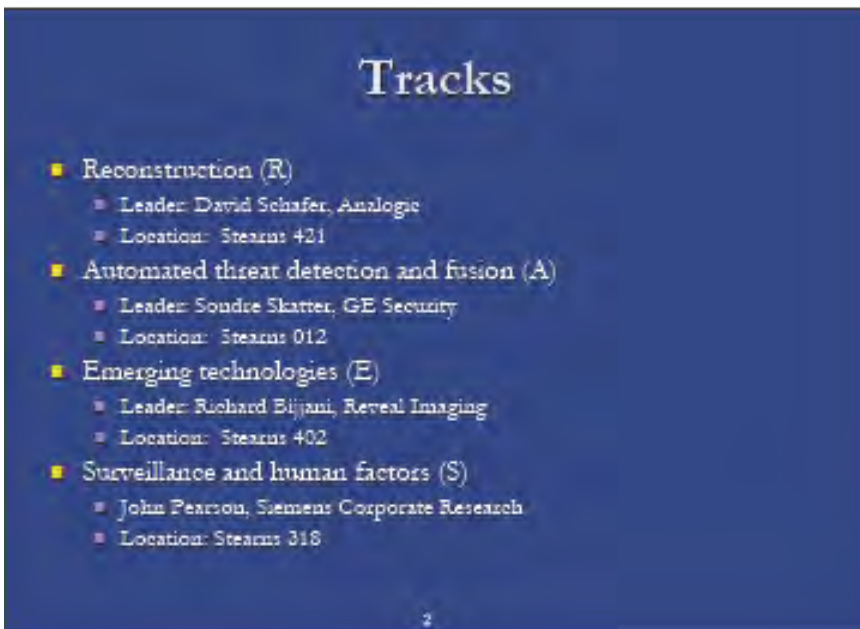 Tracks
Reconstruction (R)
Leader: David Schafer, Analogic
Location: Stearns 421
Automated threat detection and fusion (A)
Leader: Sondre Skatter, GE Security
Location: Stearns 012
Emerging technologies (E)
Leader: Richard Bijjani, Reveal Imaging
Location: Stearns 402
Surveillance and human factors (S)
John Pearson, Siemens Corporate Research
Location: Stearns 318
2